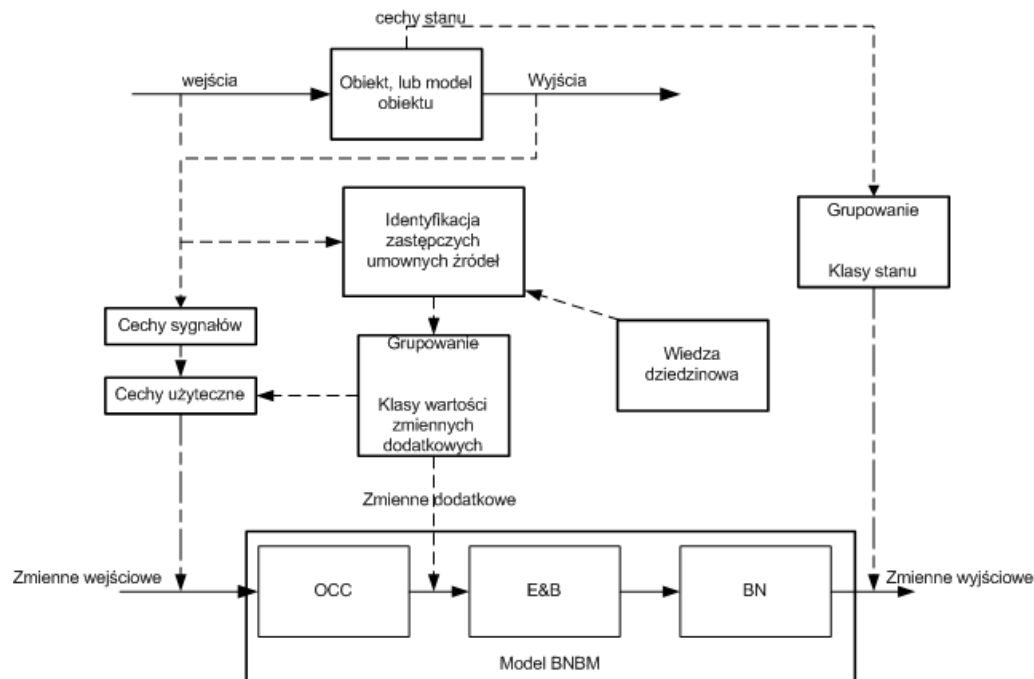 cechy stanu
wejścia
Obiekt, lub model
obiektu
Wyjścia
Identyfikacja
zastępczych
umownych źródeł
Grupowanie
Klasy stanu
Cechy sygnałów
Cechy użyteczne
Grupowanie
Klasy wartości
zmiennych
dodatkowych
Wiedza
dziedzinowa
Zmienne dodatkowe
Zmienne wejściowe
OCC
E&B
BN
Zmienne wyjściowe
Model BNBM